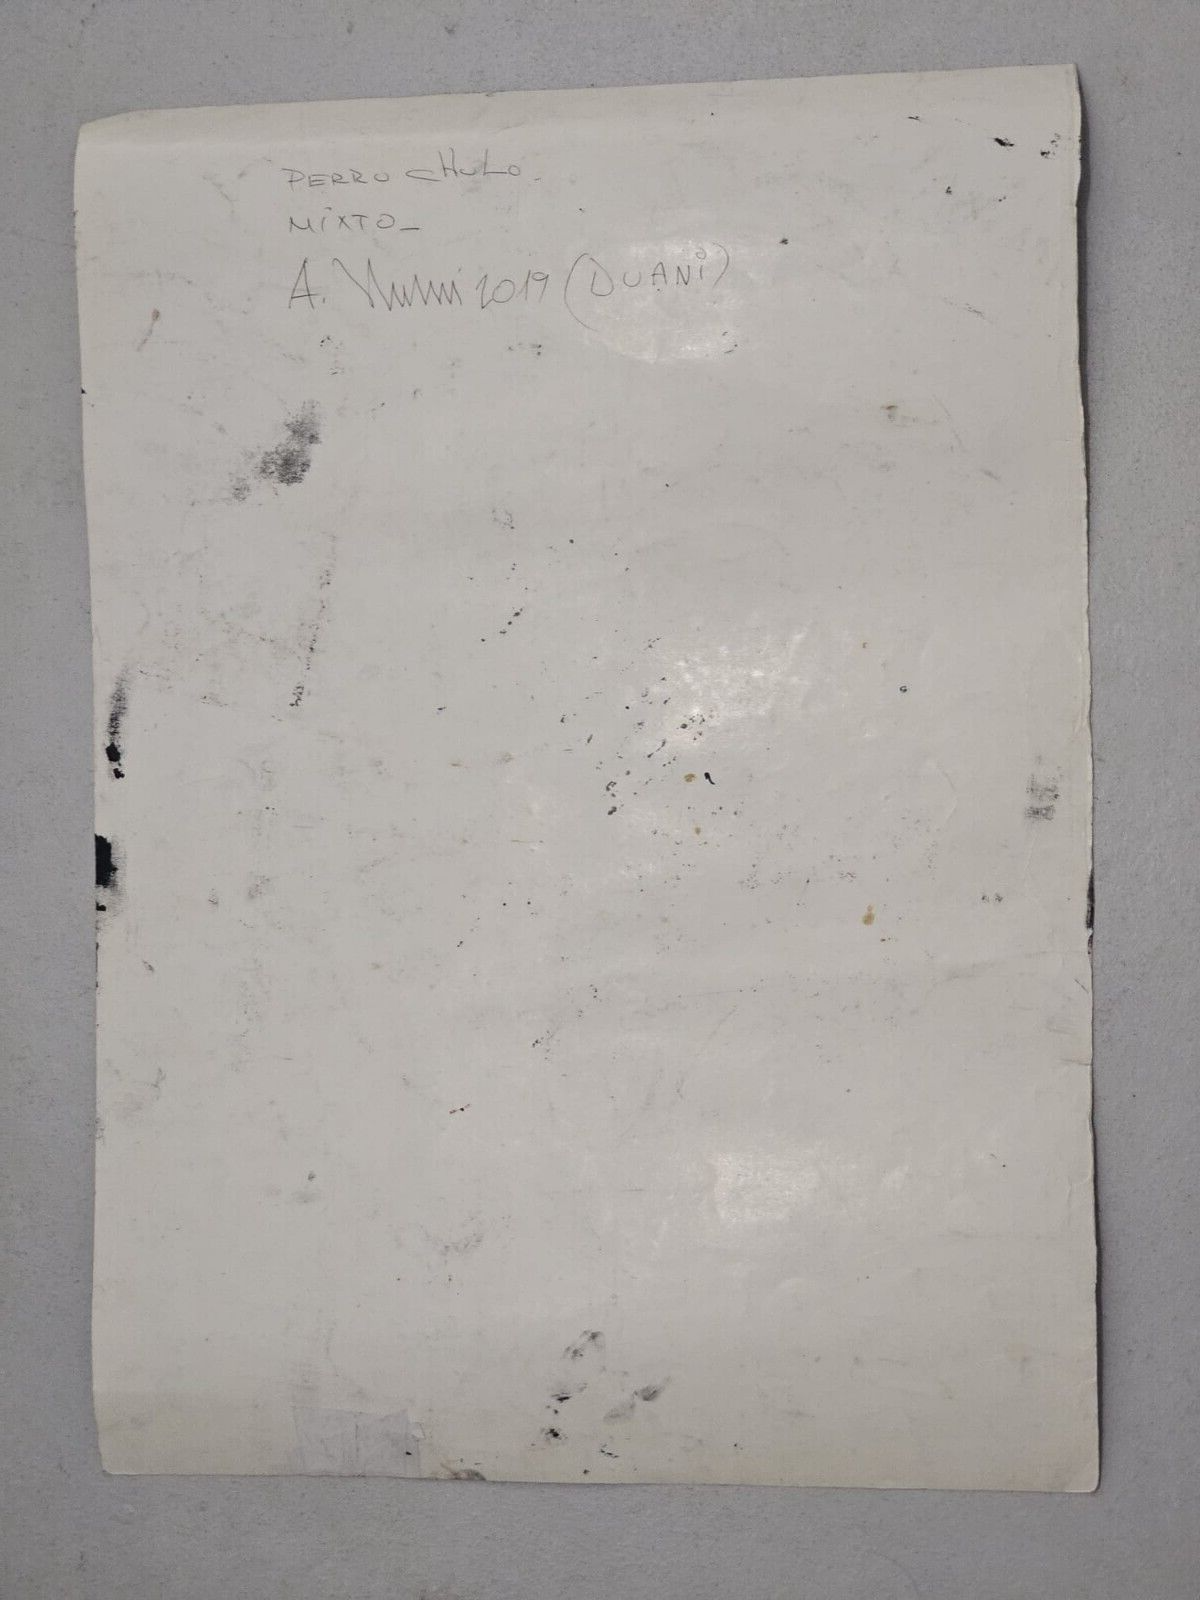 PERRO CHULO.
MIXTO_
A. 2019 (DUANi)